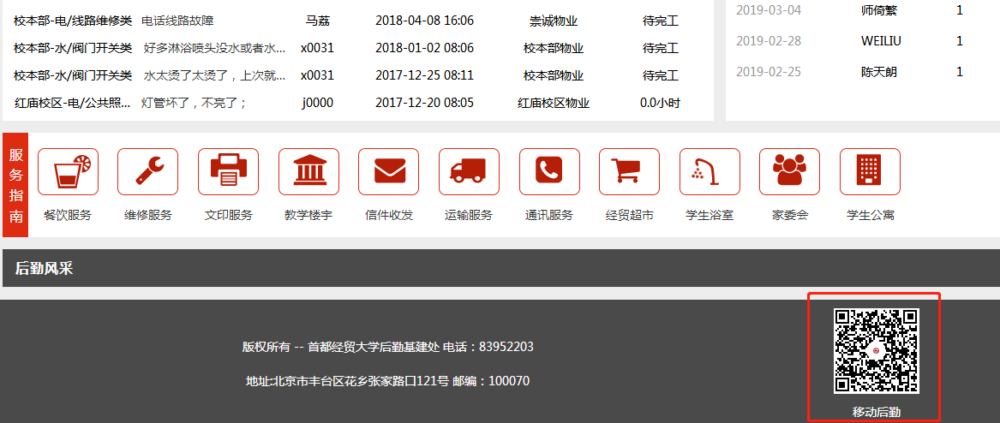 校本部-电/线路维修类 电话线路故障 马荔 2018-04-08 16:06 崇诚物业 待完工
校本部-水/阀门开关类 好多淋浴喷头没水或者水... x0031 2018-01-02 08:06 校本部物业 待完工
校本部-水/阀门开关类 水太烫了太烫了，上次就... x0031 2017-12-25 08:11 校本部物业 待完工
红庙校区-电/公共照... 灯管坏了，不亮了； j0000 2017-12-20 08:05 红庙校区物业 0.0小时
2019-03-04 师倚繁 1
2019-02-28 WEILIU 1
2019-02-25 陈天朗 1
服务指南
餐饮服务 维修服务 文印服务 教学楼宇 信件收发 运输服务 通讯服务 经贸超市 学生浴室 家委会 学生公寓
后勤风采
版权所有 -- 首都经贸大学后勤基建处 电话：83952203
地址:北京市丰台区花乡张家路口121号 邮编：100070
移动后勤